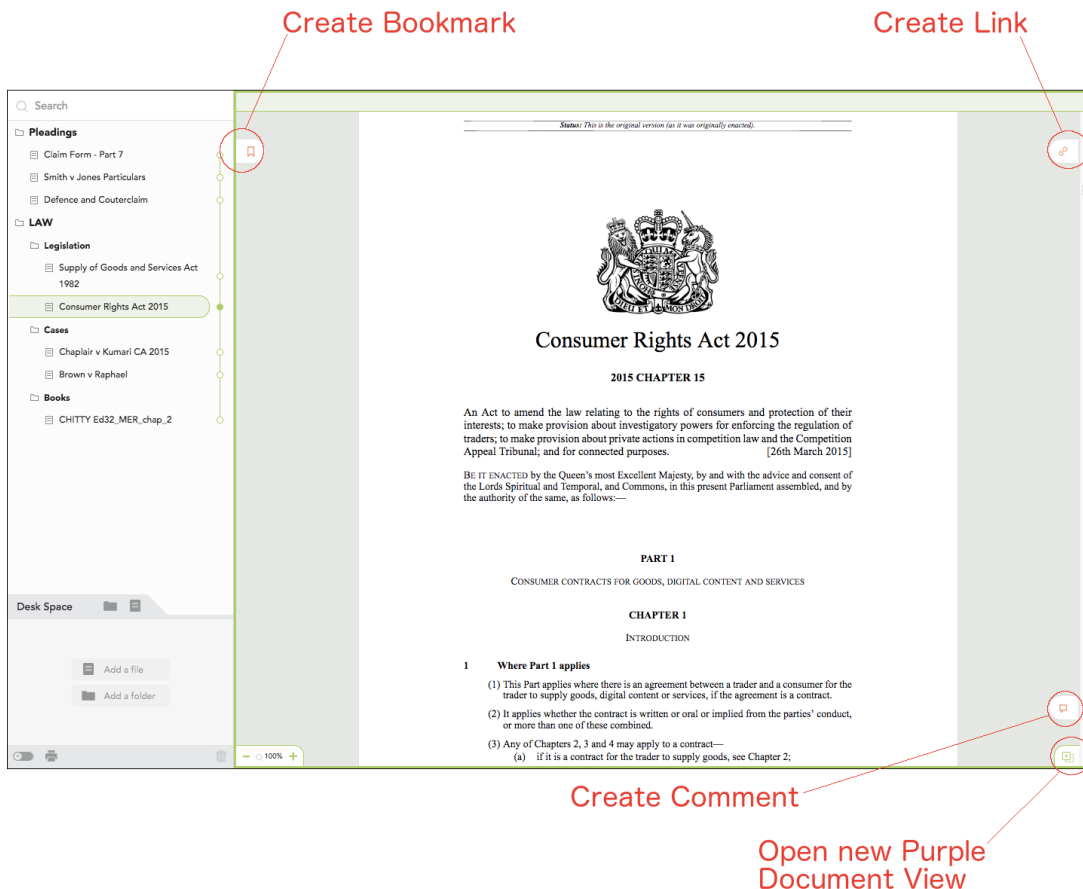 Create Bookmark
Create Link
Search
Pleadings
Claim Form - Part 7
Smith v Jones Particulars
Defence and Couterclaim
LAW
Legislation
Supply of Goods and Services Act
1982
Consumer Rights Act 2015
Cases
Chaplair v Kumari CA 2015
Brown v Raphael
Books
CHITTY Ed32_MER_chap_2
Desk Space
Add a file
Add a folder
Status: This is the original version (as it was originally enacted).
DIEU ET MON DROIT
Consumer Rights Act 2015
2015 CHAPTER 15
An Act to amend the law relating to the rights of consumers and protection of their
interests; to make provision about investigatory powers for enforcing the regulation of
traders; to make provision about private actions in competition law and the Competition
Appeal Tribunal; and for connected purposes. [26th March 2015]
BE IT ENACTED by the Queen's most Excellent Majesty, by and with the advice and consent of
the Lords Spiritual and Temporal, and Commons, in this present Parliament assembled, and by
the authority of the same, as follows:—
PART 1
CONSUMER CONTRACTS FOR GOODS, DIGITAL CONTENT AND SERVICES
CHAPTER 1
INTRODUCTION
1 Where Part 1 applies
(1) This Part applies where there is an agreement between a trader and a consumer for the
trader to supply goods, digital content or services, if the agreement is a contract.
(2) It applies whether the contract is written or oral or implied from the parties' conduct,
or more than one of these combined.
(3) Any of Chapters 2, 3 and 4 may apply to a contract—
(a) if it is a contract for the trader to supply goods, see Chapter 2;
100%
Create Comment
Open new Purple
Document View